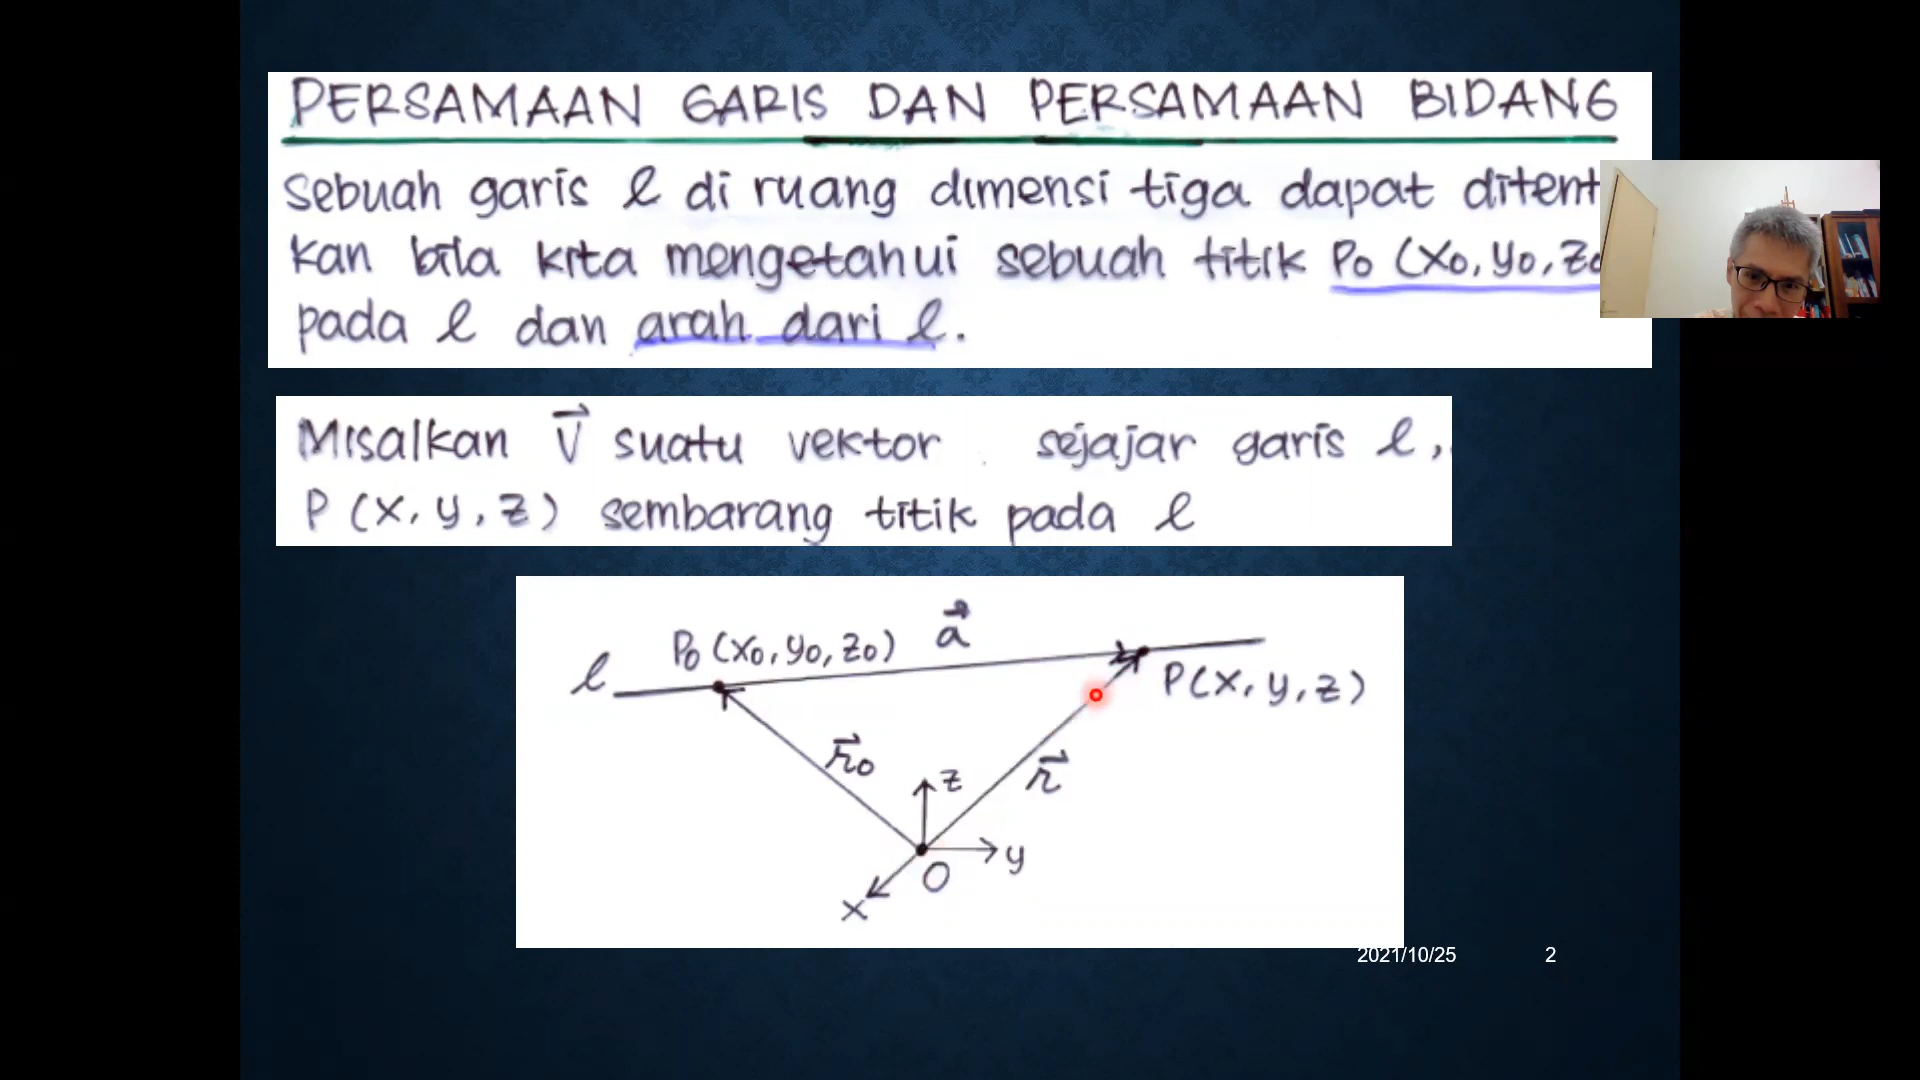 PERSAMAAN GARIS DAN PERSAMAAN BIDANG
sebuah garis l di ruang dimensi tiga dapat ditent
kan bila kita mengetahui sebuah titik P₀ (x₀, y₀, z₀
pada l dan arah dari l.
Misalkan v⃗ suatu vektor sejajar garis l,
P (x, y, z) sembarang titik pada l
P₀ (x₀, y₀, z₀) a⃗
l
P(x, y, z)
r⃗₀
r⃗
z
y
O
x
2021/10/25 2